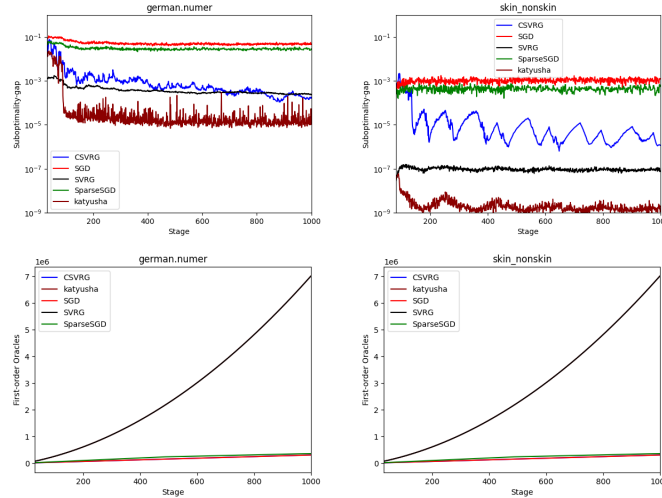 german.numer
Suboptimality-gap
10⁻¹
10⁻³
10⁻⁵
10⁻⁷
10⁻⁹
CSVRG
SGD
SVRG
SparseSGD
katyusha
200 400 600 800 1000
Stage
skin_nonskin
Suboptimality-gap
10⁻¹
10⁻³
10⁻⁵
10⁻⁷
10⁻⁹
CSVRG
SGD
SVRG
SparseSGD
katyusha
200 400 600 800 1000
Stage
german.numer
1e6
First-order Oracles
7
6
5
4
3
2
1
0
CSVRG
katyusha
SGD
SVRG
SparseSGD
200 400 600 800 1000
Stage
skin_nonskin
1e6
First-order Oracles
7
6
5
4
3
2
1
0
CSVRG
katyusha
SGD
SVRG
SparseSGD
200 400 600 800 1000
Stage